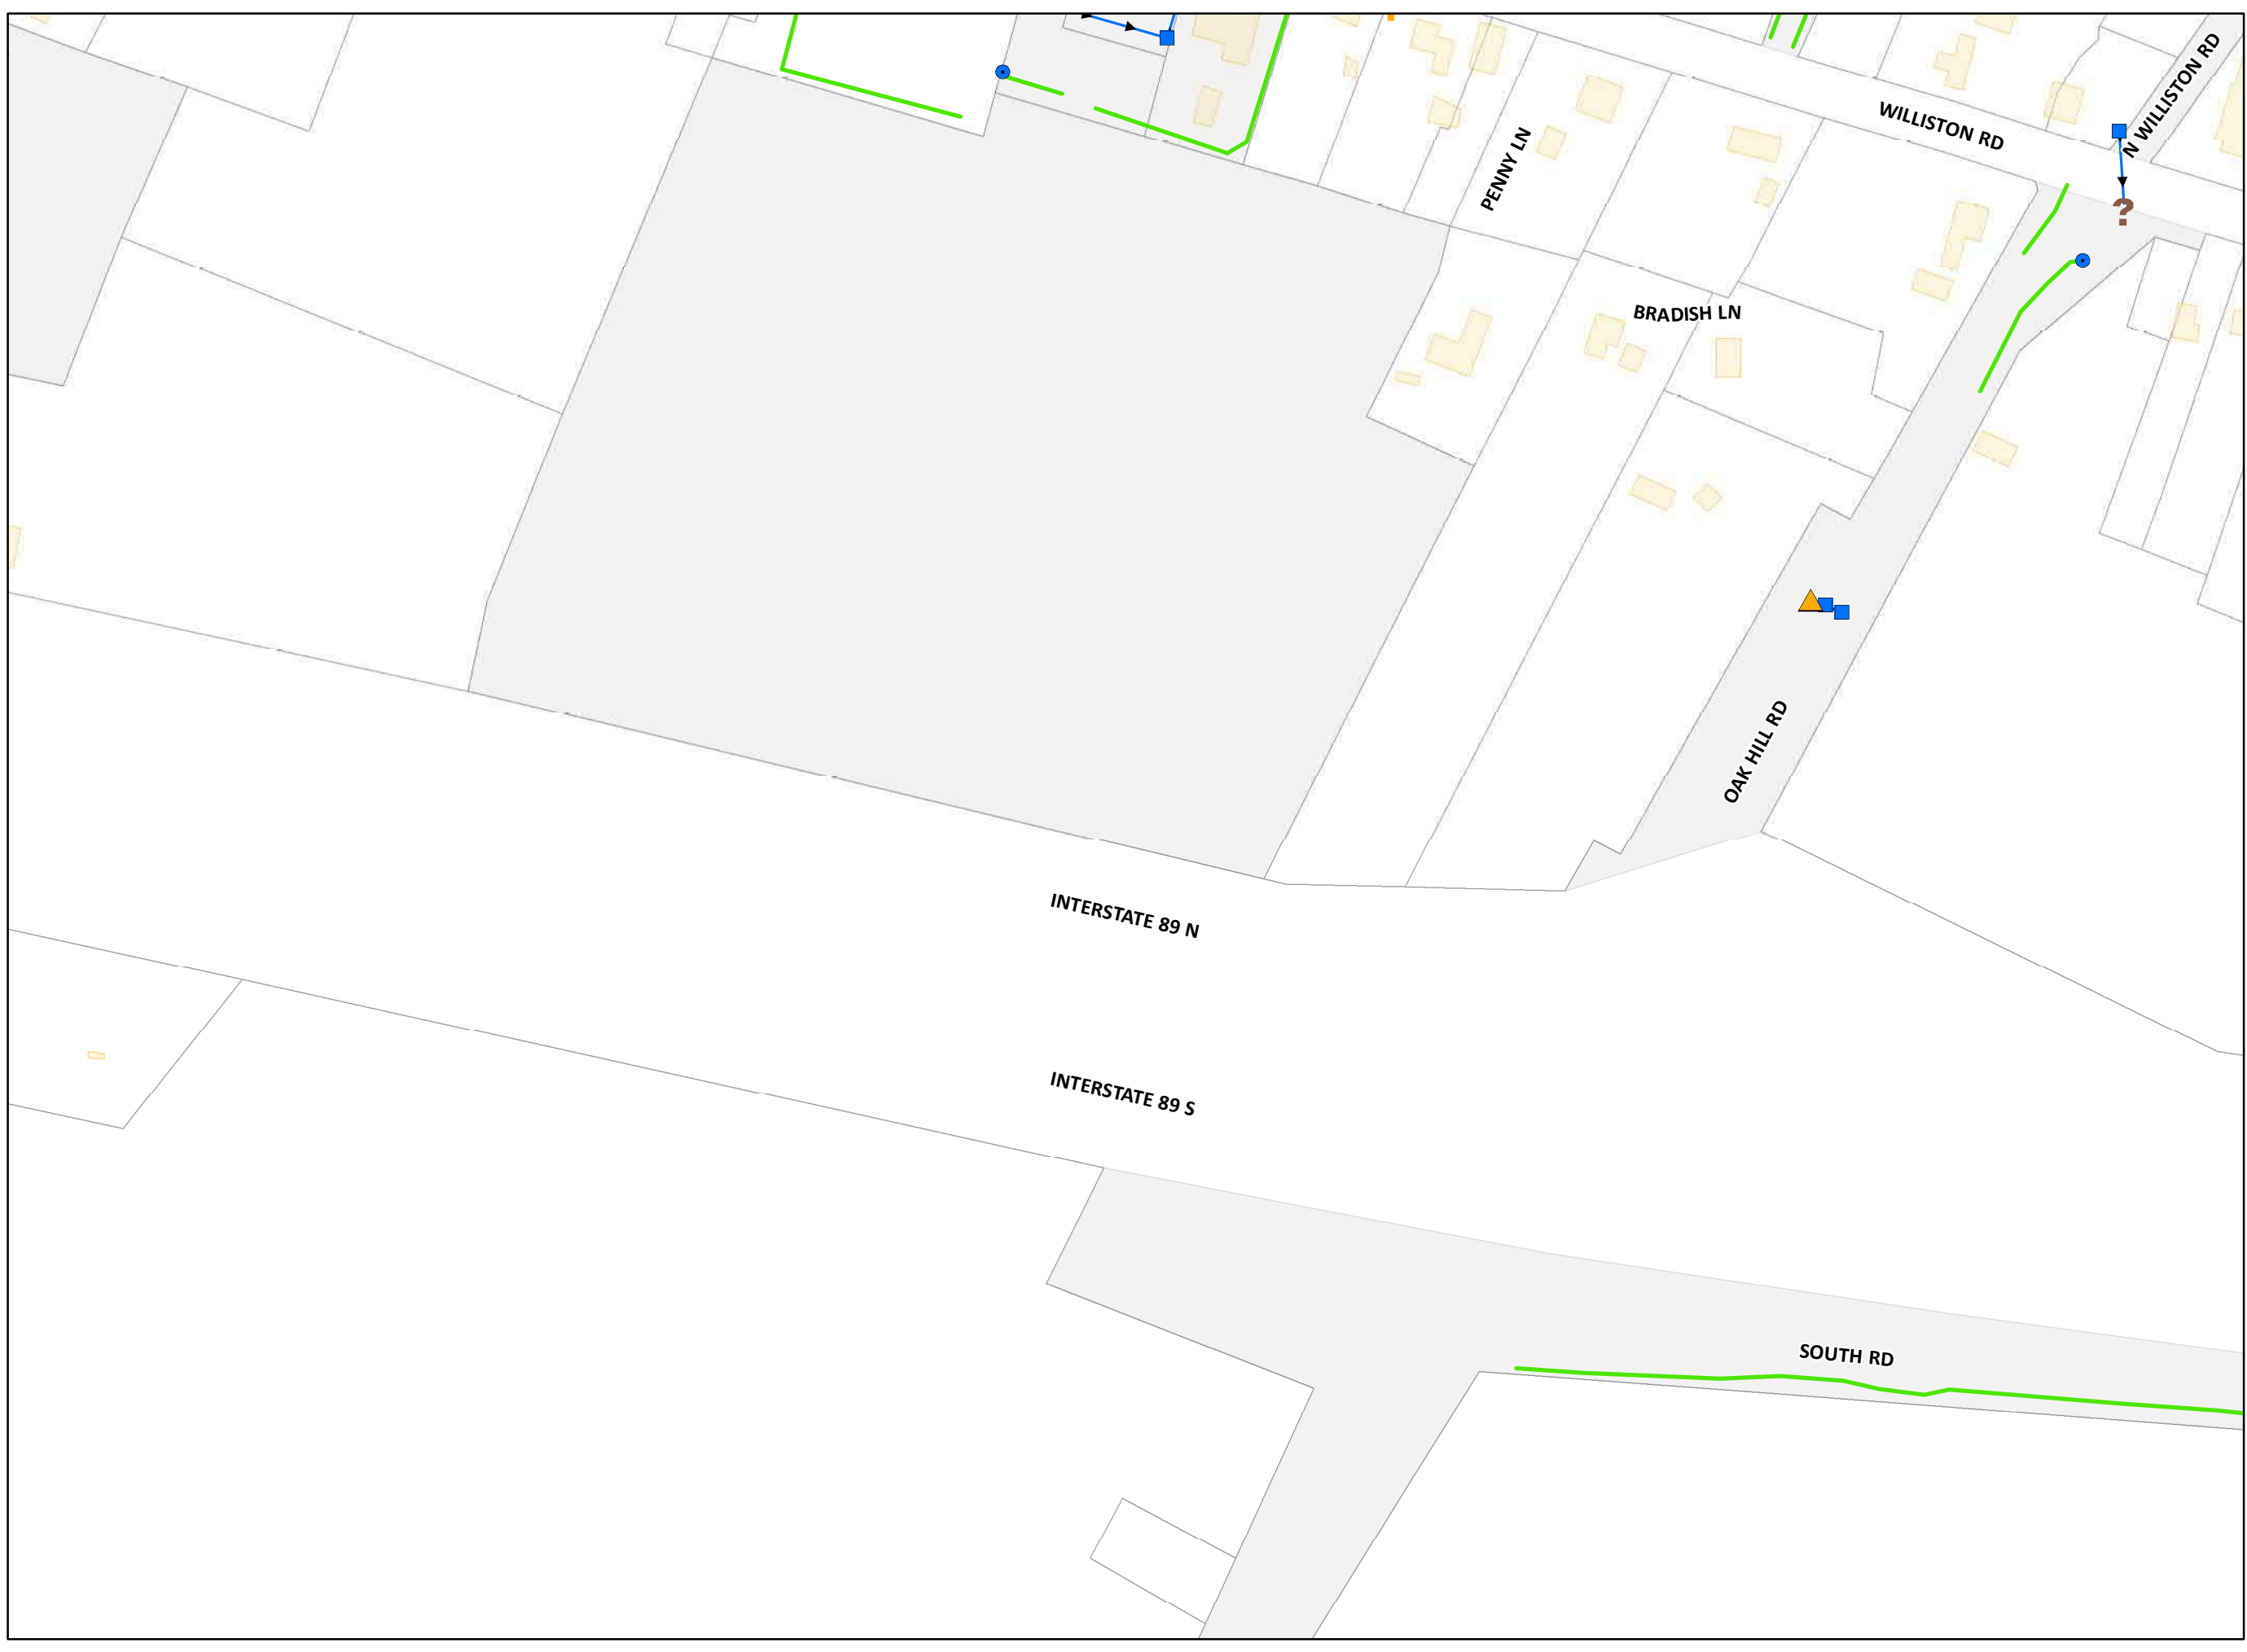 N WILLISTON RD
WILLISTON RD
PENNY LN
?
BRADISH LN
OAK HILL RD
INTERSTATE 89 N
INTERSTATE 89 S
SOUTH RD